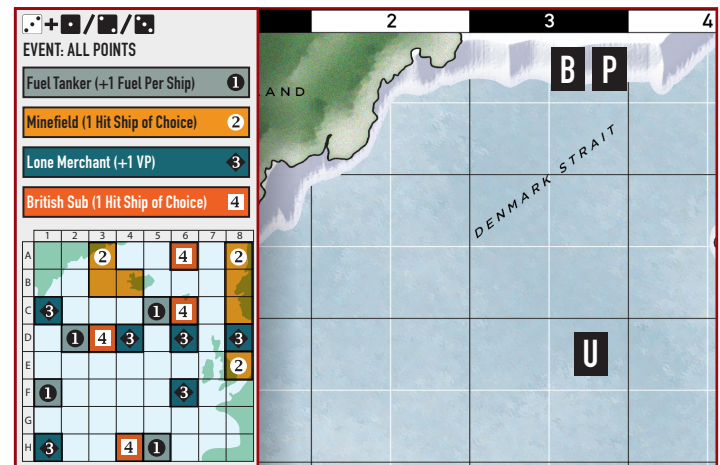 + / /
EVENT: ALL POINTS
Fuel Tanker (+1 Fuel Per Ship) 1
Minefield (1 Hit Ship of Choice) 2
Lone Merchant (+1 VP) 3
British Sub (1 Hit Ship of Choice) 4
1 2 3 4 5 6 7 8
A 2 4 2
B
C 3 1 4
D 1 4 3 3 3
E 2
F 1 3
G
H 3 4 1
2 3 4
B P
AND
DENMARK STRAIT
U